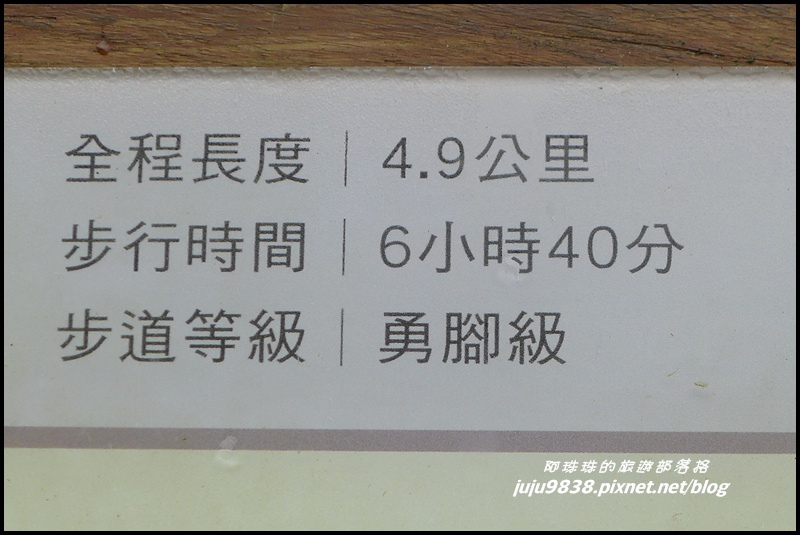 全程長度｜4.9公里
步行時間｜6小時40分
步道等級｜勇腳級
阿珠珠的旅遊部落格
juju9838.pixnet.net/blog